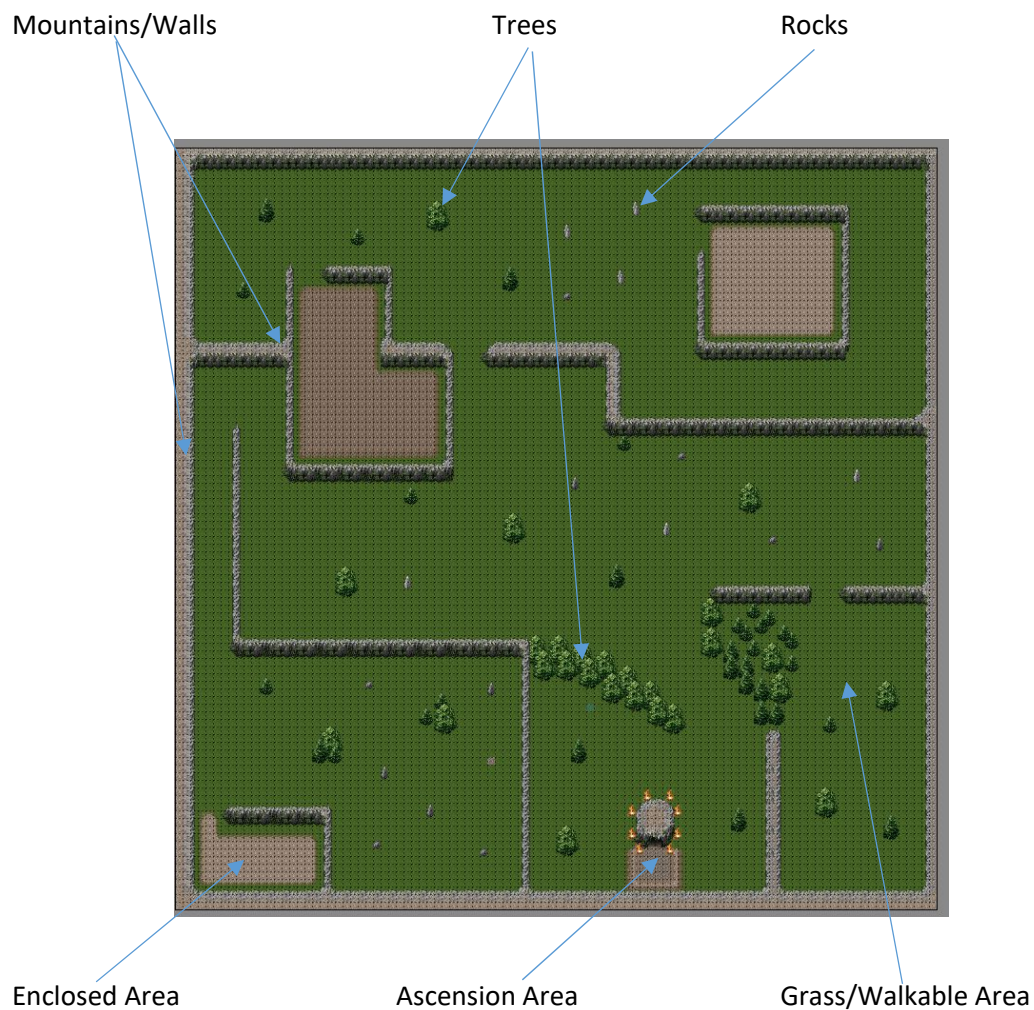 Mountains/Walls
Trees
Rocks
Enclosed Area
Ascension Area
Grass/Walkable Area